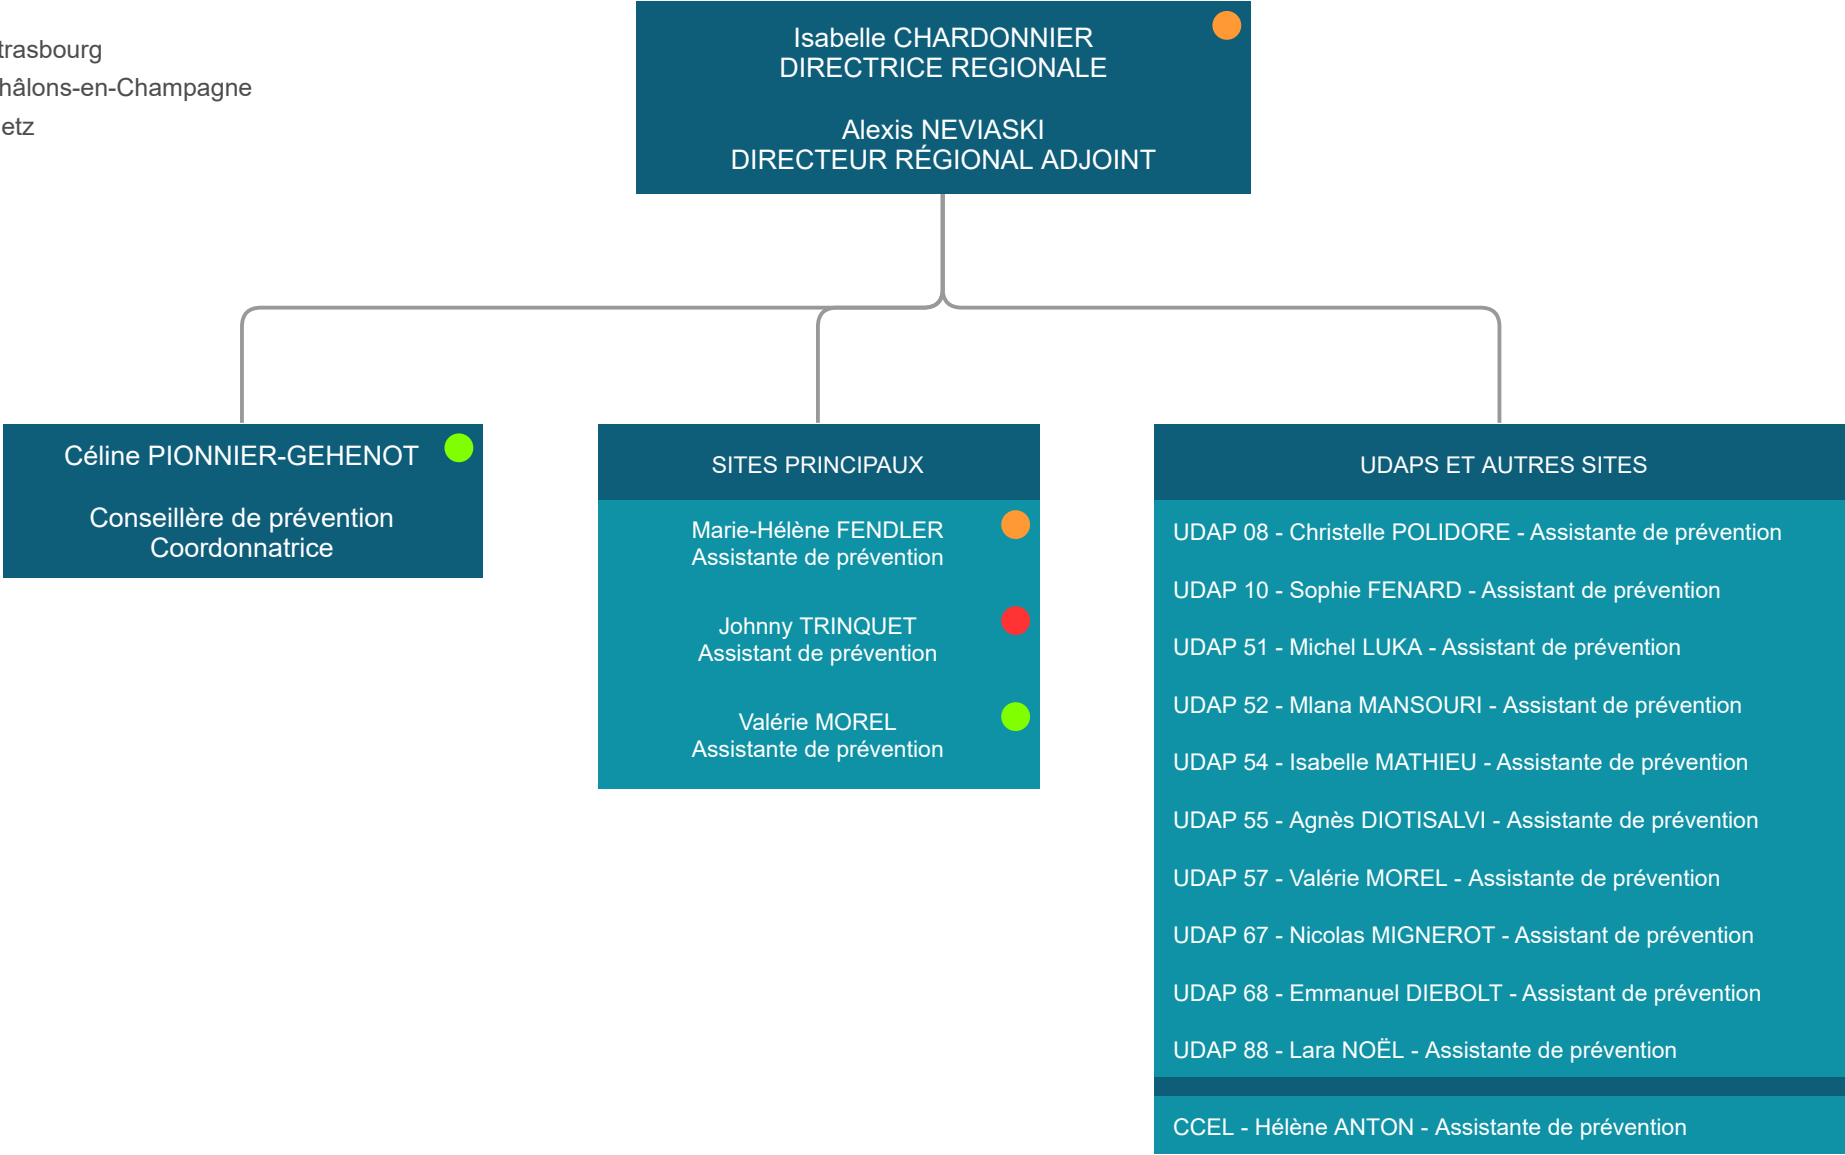 trasbourg
hâlons-en-Champagne
etz
Isabelle CHARDONNIER
DIRECTRICE REGIONALE
Alexis NEVIASKI
DIRECTEUR RÉGIONAL ADJOINT
Céline PIONNIER-GEHENOT
Conseillère de prévention
Coordonnatrice
SITES PRINCIPAUX
Marie-Hélène FENDLER
Assistante de prévention
Johnny TRINQUET
Assistant de prévention
Valérie MOREL
Assistante de prévention
UDAPS ET AUTRES SITES
UDAP 08 - Christelle POLIDORE - Assistante de prévention
UDAP 10 - Sophie FENARD - Assistant de prévention
UDAP 51 - Michel LUKA - Assistant de prévention
UDAP 52 - Mlana MANSOURI - Assistant de prévention
UDAP 54 - Isabelle MATHIEU - Assistante de prévention
UDAP 55 - Agnès DIOTISALVI - Assistante de prévention
UDAP 57 - Valérie MOREL - Assistante de prévention
UDAP 67 - Nicolas MIGNEROT - Assistant de prévention
UDAP 68 - Emmanuel DIEBOLT - Assistant de prévention
UDAP 88 - Lara NOËL - Assistante de prévention
CCEL - Hélène ANTON - Assistante de prévention